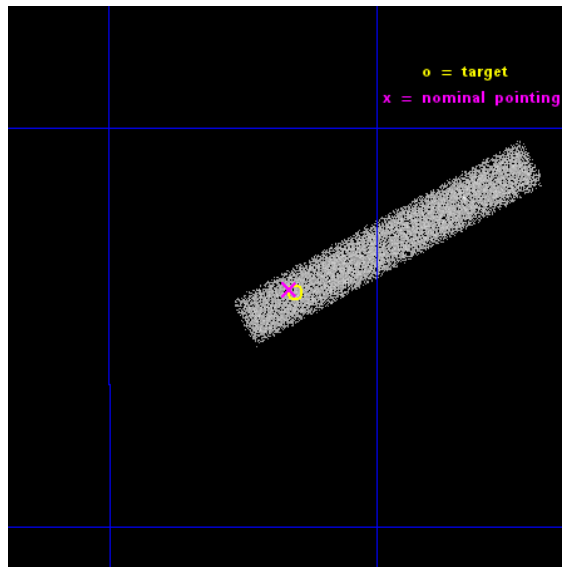 o = target
x = nominal pointing